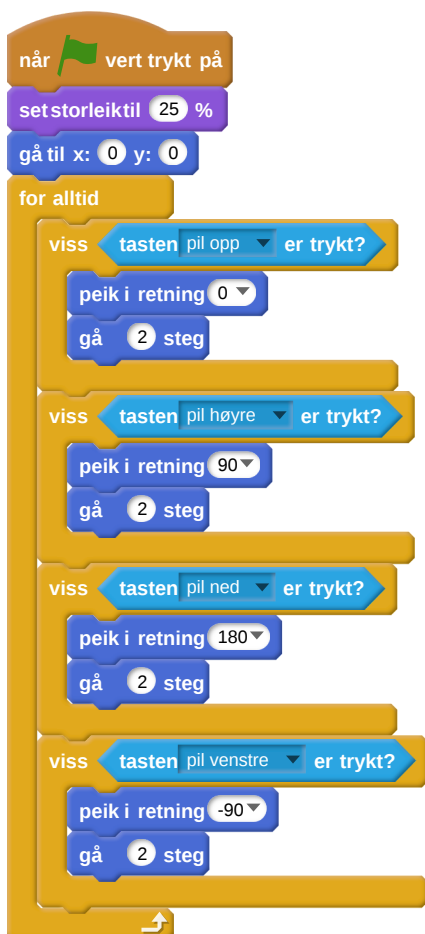 når vert trykt på
set storleik til 25 %
gå til x: 0 y: 0
for alltid
viss tasten pil opp er trykt?
peik i retning 0
gå 2 steg
viss tasten pil høyre er trykt?
peik i retning 90
gå 2 steg
viss tasten pil ned er trykt?
peik i retning 180
gå 2 steg
viss tasten pil venstre er trykt?
peik i retning -90
gå 2 steg